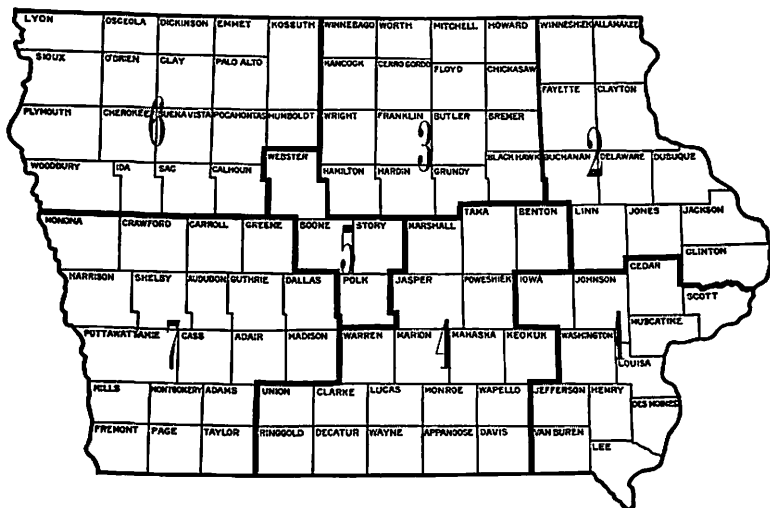 LYON OSCEOLA DICKINSON EMMET KOSSUTH WINNEBAGO WORTH MITCHELL HOWARD WINNESHIEK ALLAMAKEE
SIOUX O'BRIEN CLAY PALO ALTO HANCOCK CERRO GORDO FLOYD CHICKASAW
FAYETTE CLAYTON
PLYMOUTH CHEROKEE BUENA VISTA POCAHONTAS HUMBOLDT WRIGHT FRANKLIN BUTLER BREMER
6 3 2
WOODBURY IDA SAC CALHOUN WEBSTER HAMILTON HARDIN GRUNDY BLACK HAWK BUCHANAN DELAWARE DUBUQUE
MONONA CRAWFORD CARROLL GREENE BOONE STORY MARSHALL TAMA BENTON LINN JONES JACKSON
5
CLINTON
HARRISON SHELBY AUDUBON GUTHRIE DALLAS POLK JASPER POWESHIEK IOWA JOHNSON CEDAR
SCOTT
MUSCATINE
POTTAWATTAMIE 7 CASS ADAIR MADISON WARREN MARION 4 MAHASKA KEOKUK WASHINGTON 1
LOUISA
MILLS MONTGOMERY ADAMS UNION CLARKE LUCAS MONROE WAPELLO JEFFERSON HENRY
DES MOINES
FREMONT PAGE TAYLOR RINGGOLD DECATUR WAYNE APPANOOSE DAVIS VAN BUREN
LEE